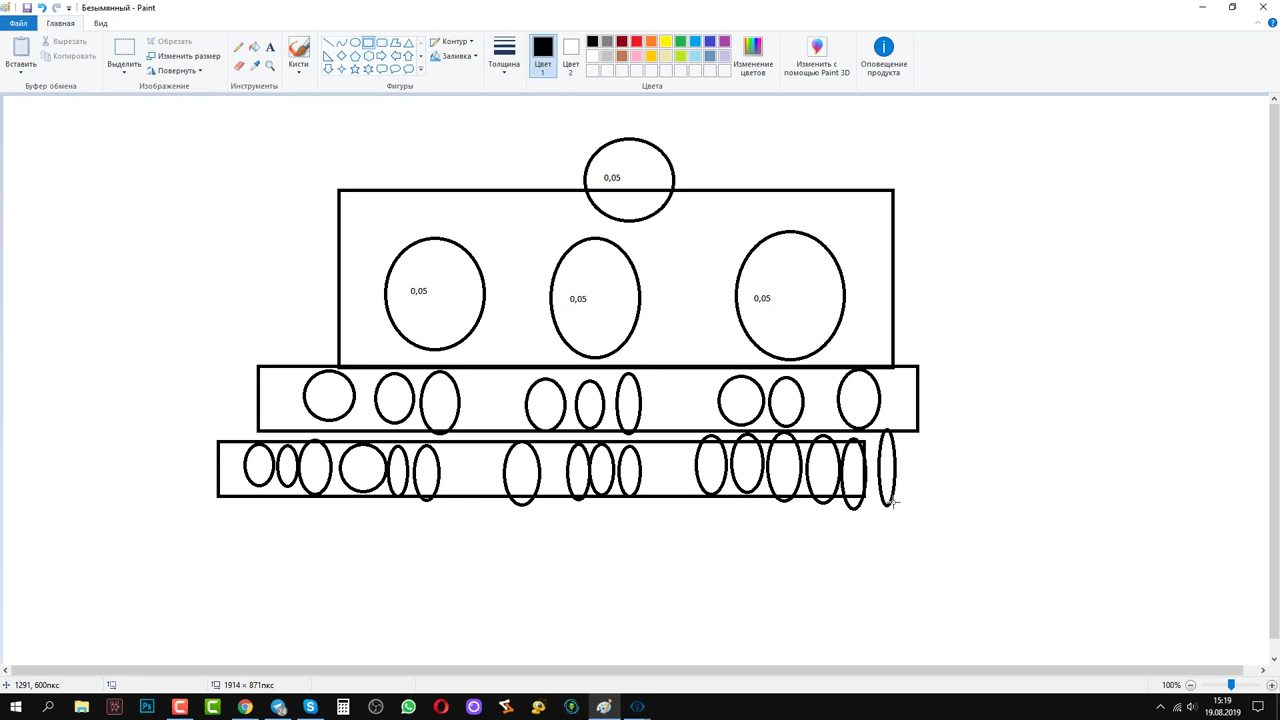 Безымянный - Paint
Файл Главная Вид
Вставить
Вырезать
Копировать
Буфер обмена
Выделить
Обрезать
Изменить размер
Повернуть
Изображение
Инструменты
Кисти
Контур
Заливка
Фигуры
Толщина
Цвет 1
Цвет 2
Цвета
Изменение цветов
Изменить с помощью Paint 3D
Оповещение продукта
0,05
0,05
0,05
0,05
1291, 600пкс
1914 × 871пкс
100%
Ps
15:19
19.08.2019